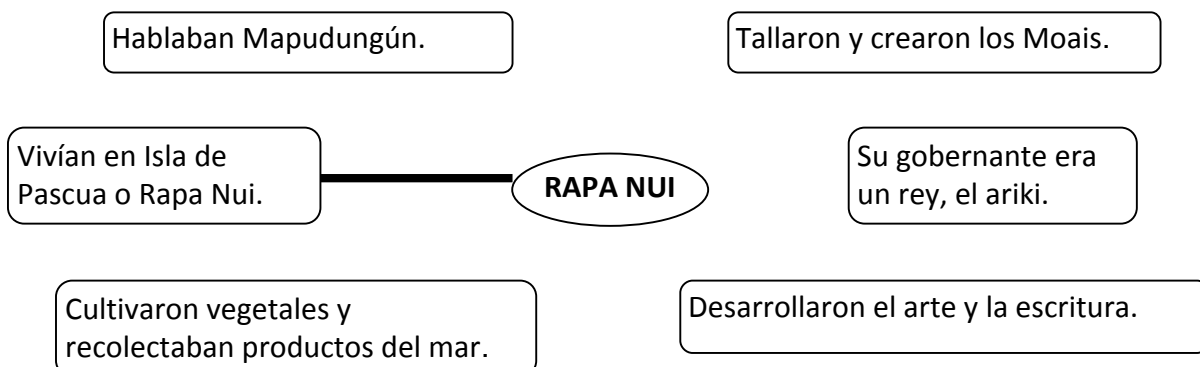 Hablaban Mapudungún.
Tallaron y crearon los Moais.
Vivían en Isla de
Pascua o Rapa Nui.
RAPA NUI
Su gobernante era
un rey, el ariki.
Cultivaron vegetales y
recolectaban productos del mar.
Desarrollaron el arte y la escritura.